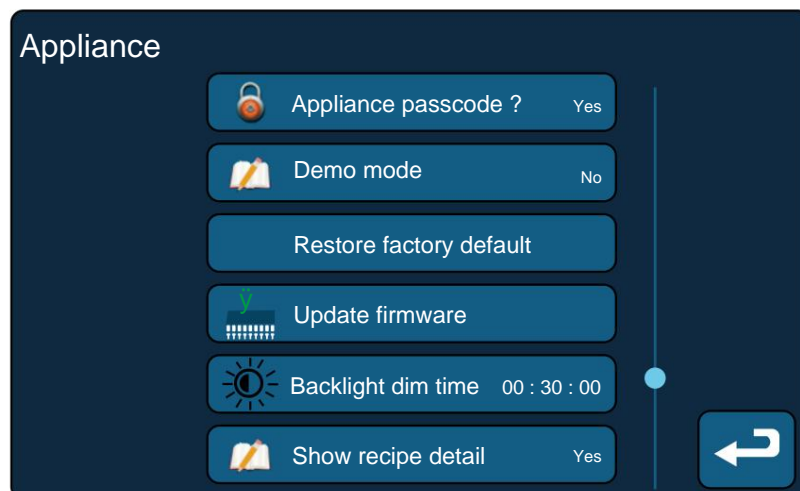 Appliance
Appliance passcode ? Yes
Demo mode No
Restore factory default
ÿ
Update firmware
Backlight dim time 00 : 30 : 00
Show recipe detail Yes